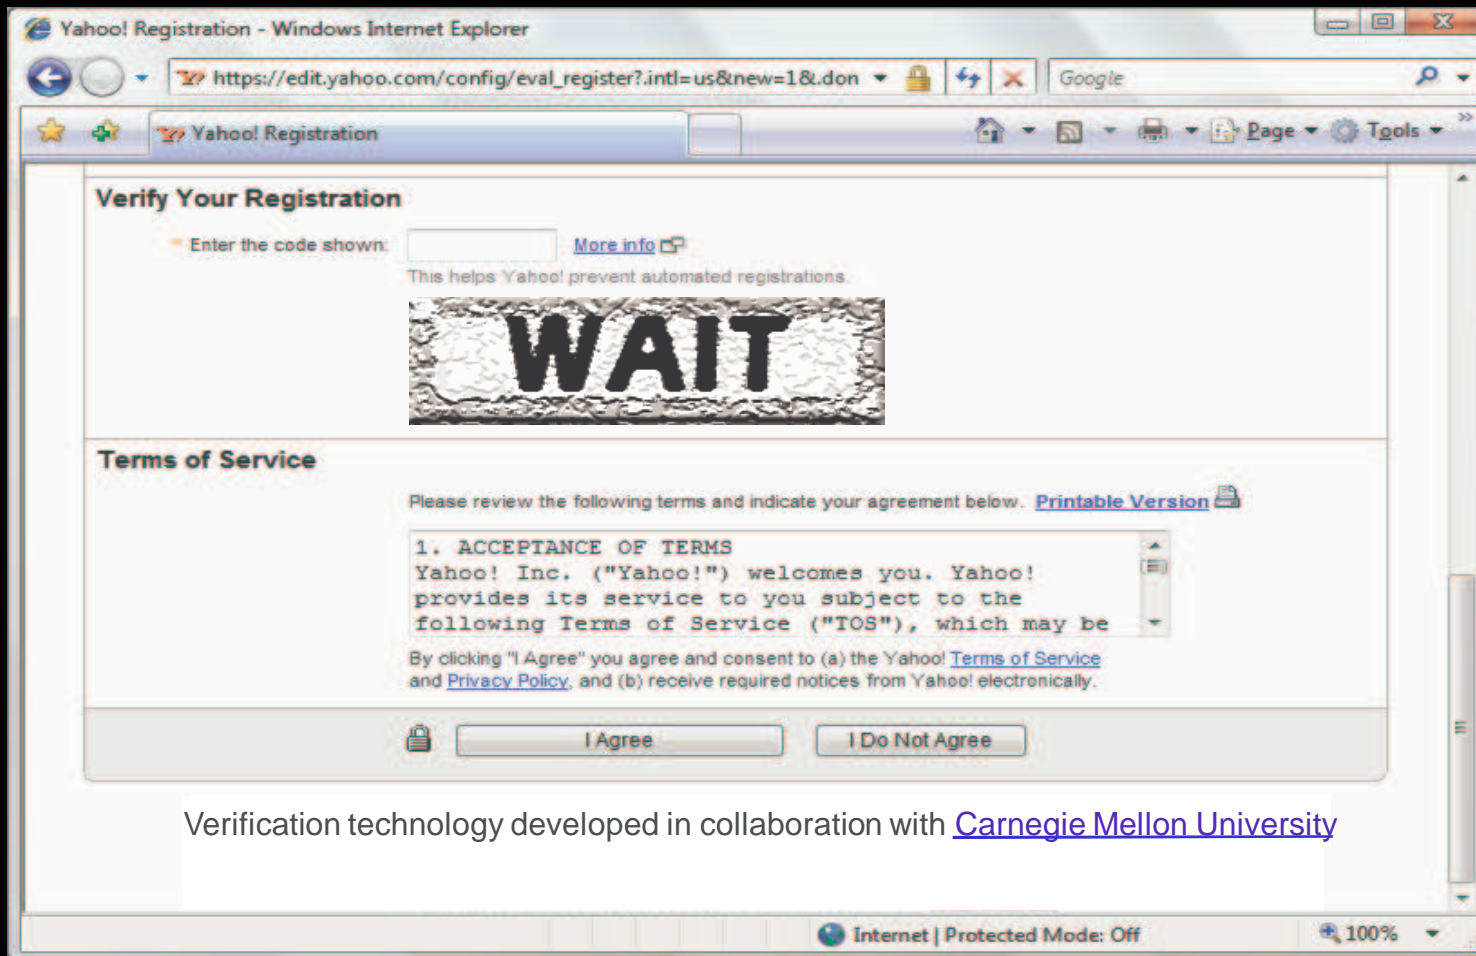 Yahoo! Registration - Windows Internet Explorer
https://edit.yahoo.com/config/eval_register?.intl=us&new=1&.don
Google
Yahoo! Registration
Page
Tools
Verify Your Registration
* Enter the code shown:
More info
This helps Yahoo! prevent automated registrations.
WAIT
Terms of Service
Please review the following terms and indicate your agreement below. Printable Version
1. ACCEPTANCE OF TERMS
Yahoo! Inc. ("Yahoo!") welcomes you. Yahoo!
provides its service to you subject to the
following Terms of Service ("TOS"), which may be
By clicking "I Agree" you agree and consent to (a) the Yahoo! Terms of Service
and Privacy Policy, and (b) receive required notices from Yahoo! electronically.
I Agree
I Do Not Agree
Verification technology developed in collaboration with Carnegie Mellon University
Internet | Protected Mode: Off
100%